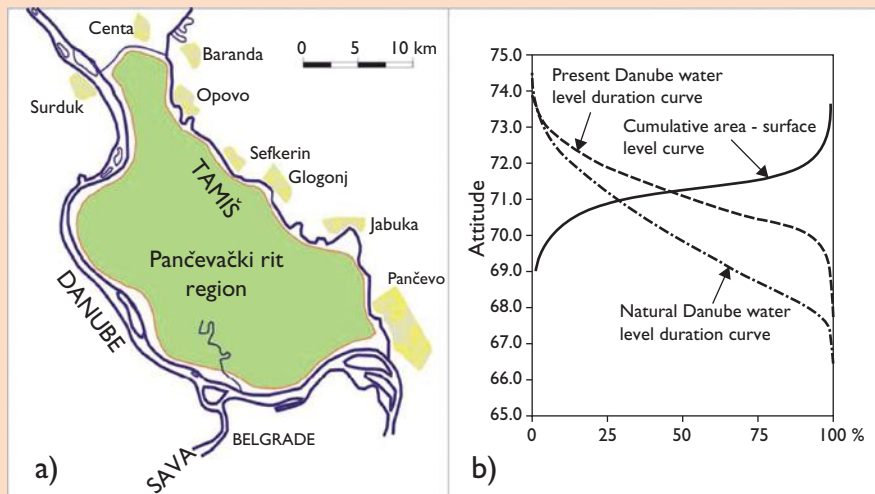 Centa
Baranda
0 5 10 km
Surduk
Opovo
Sefkerin
Glogonj
TAMIŠ
Jabuka
Pančevački rit
region
Pančevo
DANUBE
BELGRADE
SAVA
a)
75.0
74.0
73.0
72.0
71.0
70.0
69.0
68.0
67.0
66.0
65.0
Attitude
Present Danube water
level duration curve
Cumulative area - surface
level curve
Natural Danube water
level duration curve
0 25 50 75 100 %
b)